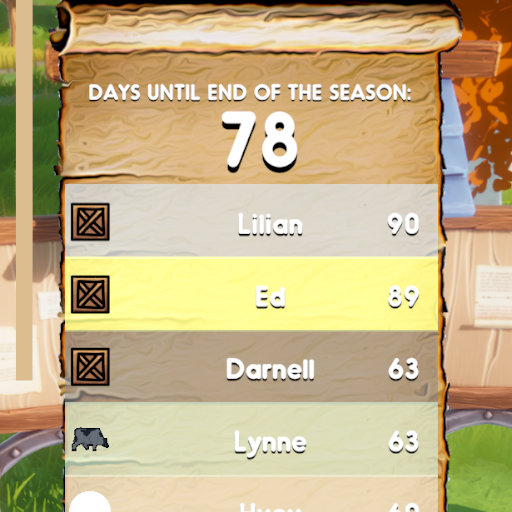 DAYS UNTIL END OF THE SEASON:
78
Lilian 90
Ed 89
Darnell 63
Lynne 63